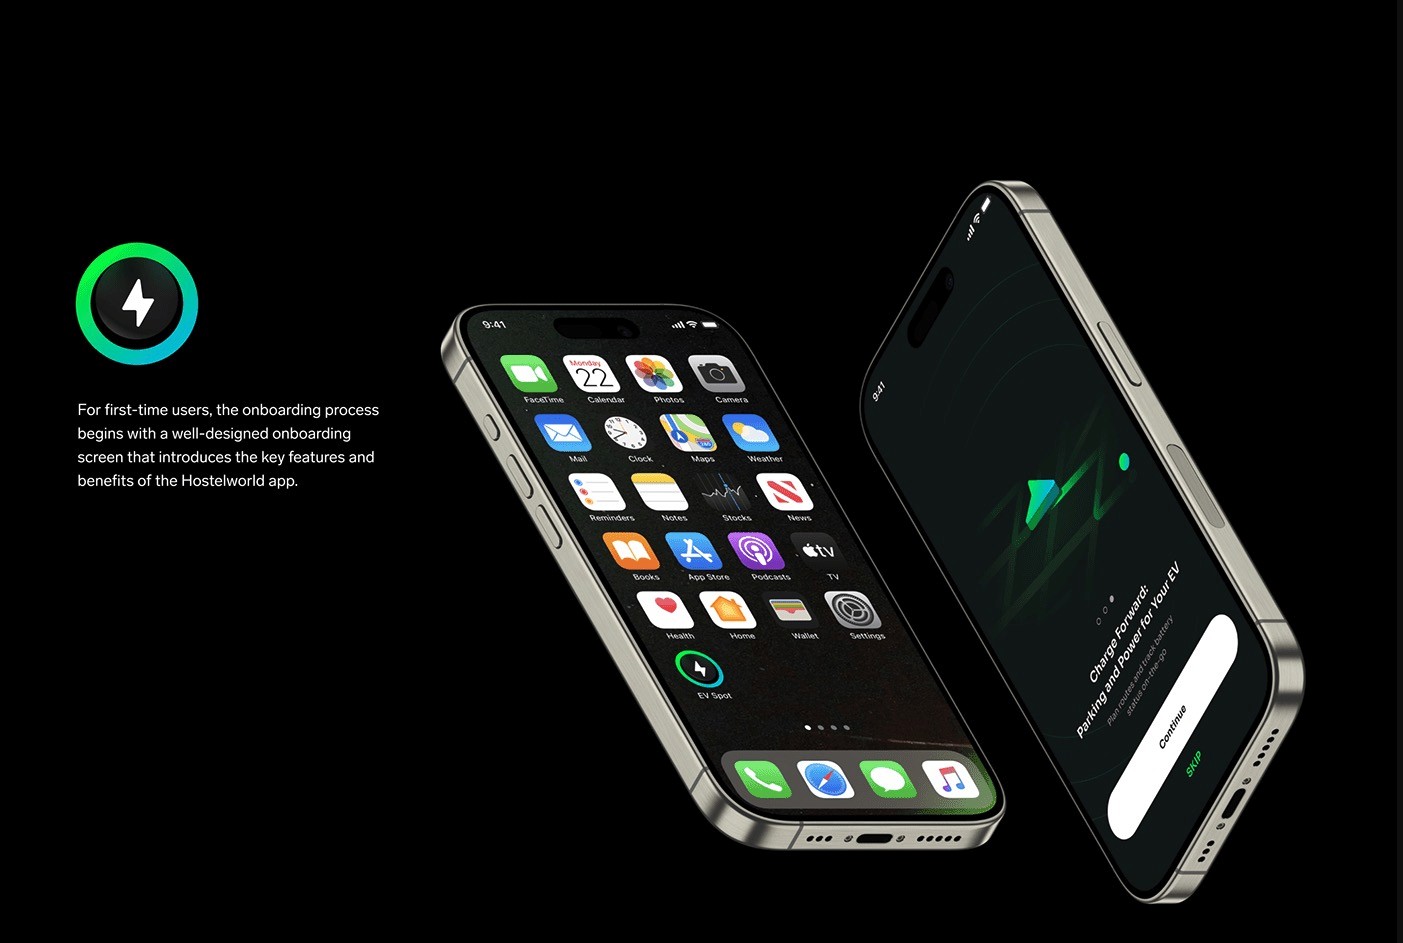 For first-time users, the onboarding process
begins with a well-designed onboarding
screen that introduces the key features and
benefits of the Hostelworld app.
9:41
Monday
22
FaceTime
Calendar
Photos
Camera
Mail
Clock
Maps
Weather
280
Reminders
Notes
Stocks
News
tv
Books
App Store
Podcasts
TV
Health
Home
Wallet
Settings
EV Spot
9:41
Charge Forward:
Parking and Power for Your EV
Plan routes and track battery
status on-the-go
Continue
SKIP